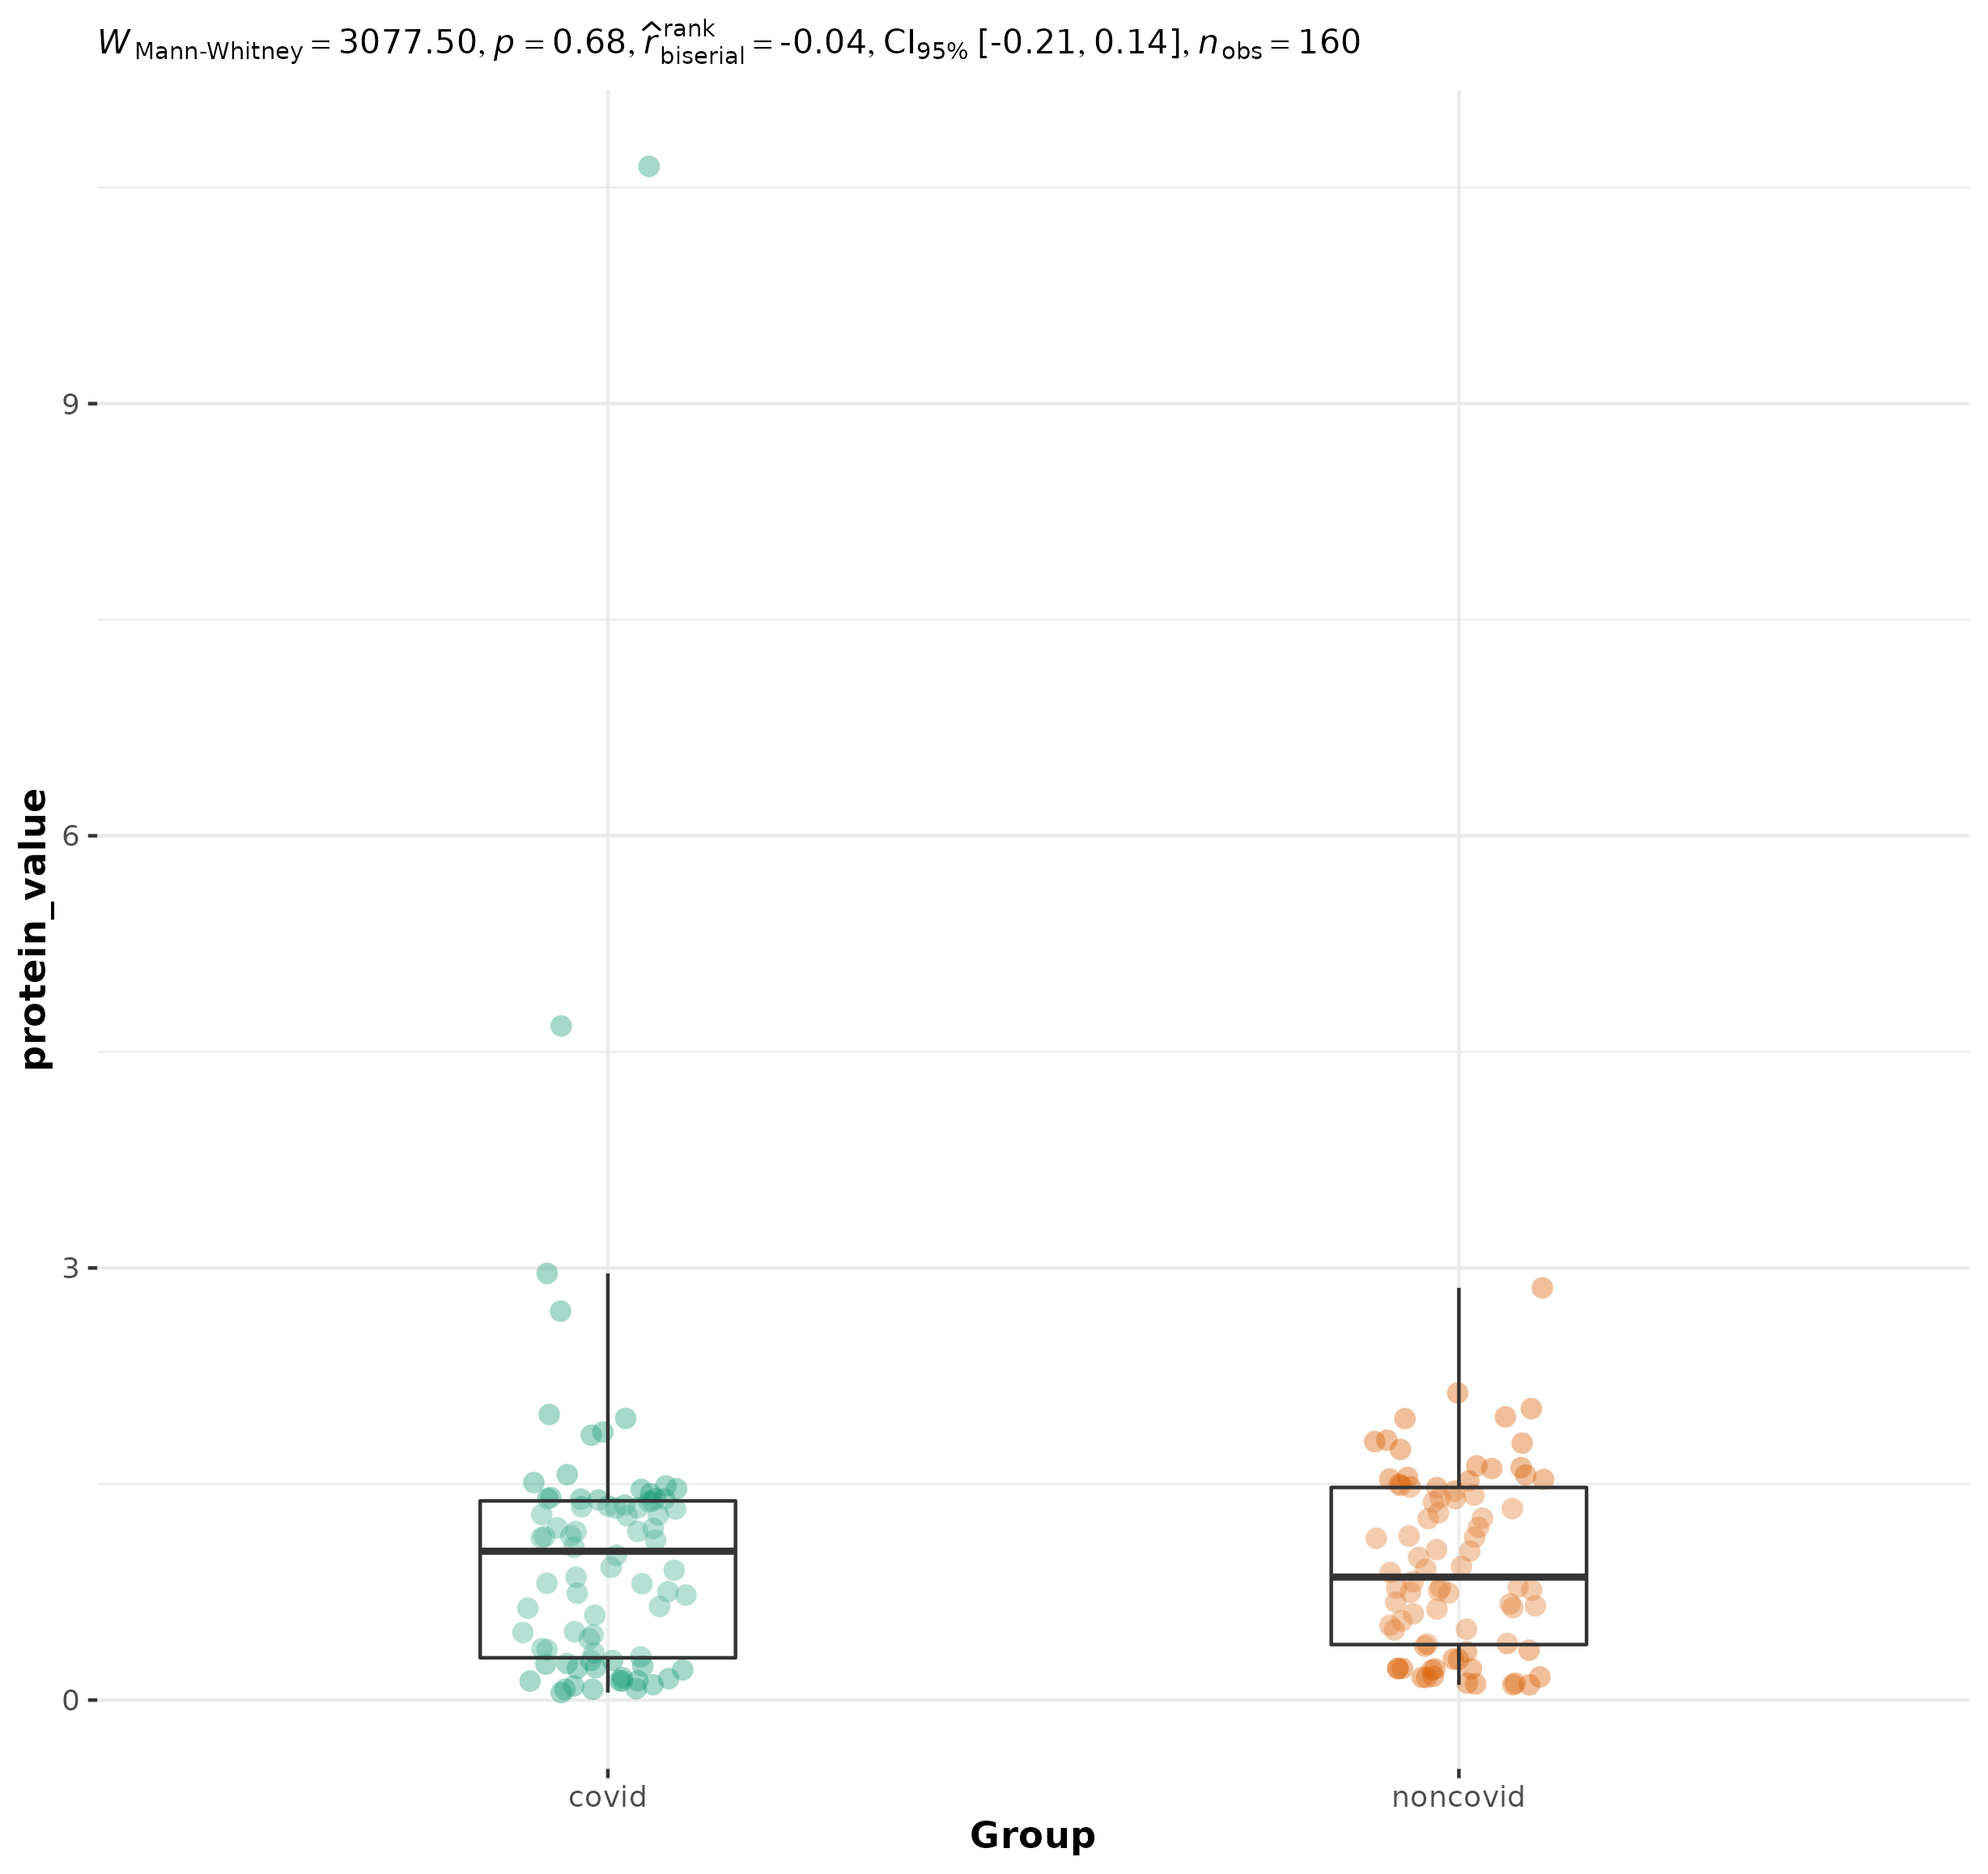 W Mann-Whitney = 3077.50, p = 0.68, r̂ rank biserial = -0.04, CI95% [-0.21, 0.14], nobs = 160
9
6
3
0
protein_value
covid noncovid
Group